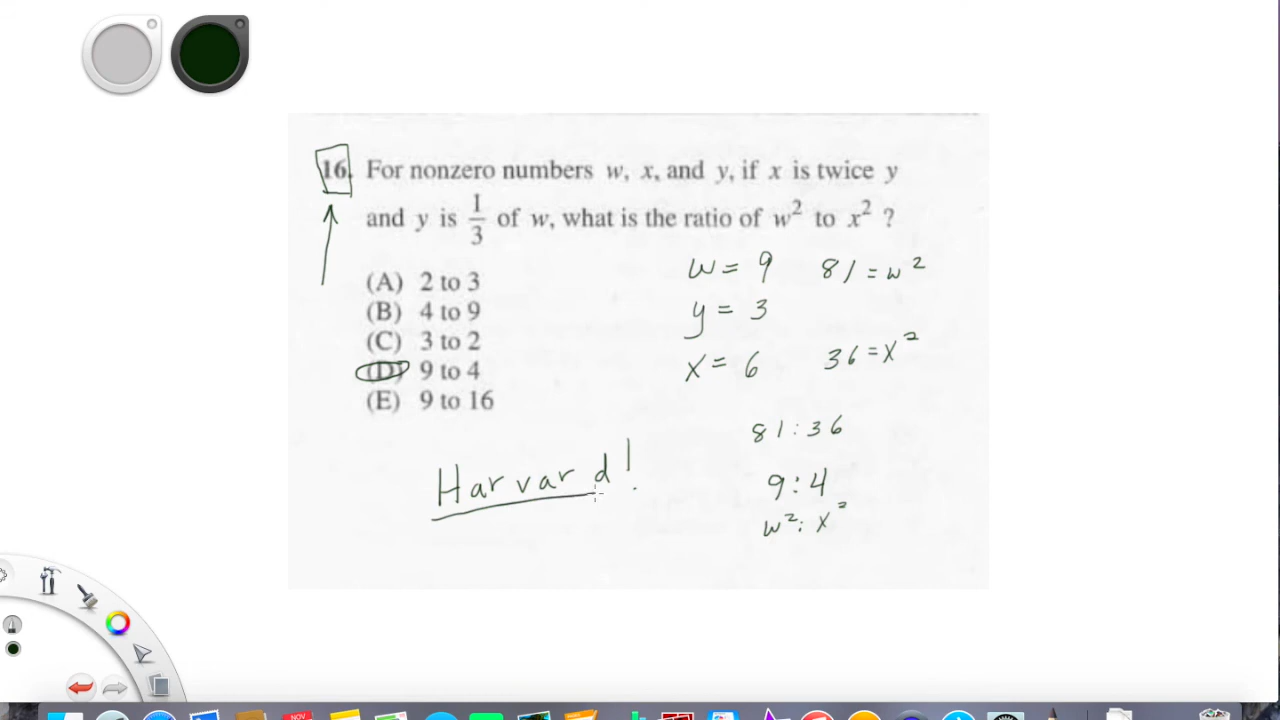 16. For nonzero numbers w, x, and y, if x is twice y
and y is 1/3 of w, what is the ratio of w² to x² ?
(A) 2 to 3
(B) 4 to 9
(C) 3 to 2
(D) 9 to 4
(E) 9 to 16
w = 9 81 = w²
y = 3
x = 6 36 = x²
81 : 36
9 : 4
w² : x²
Harvard!
NOV